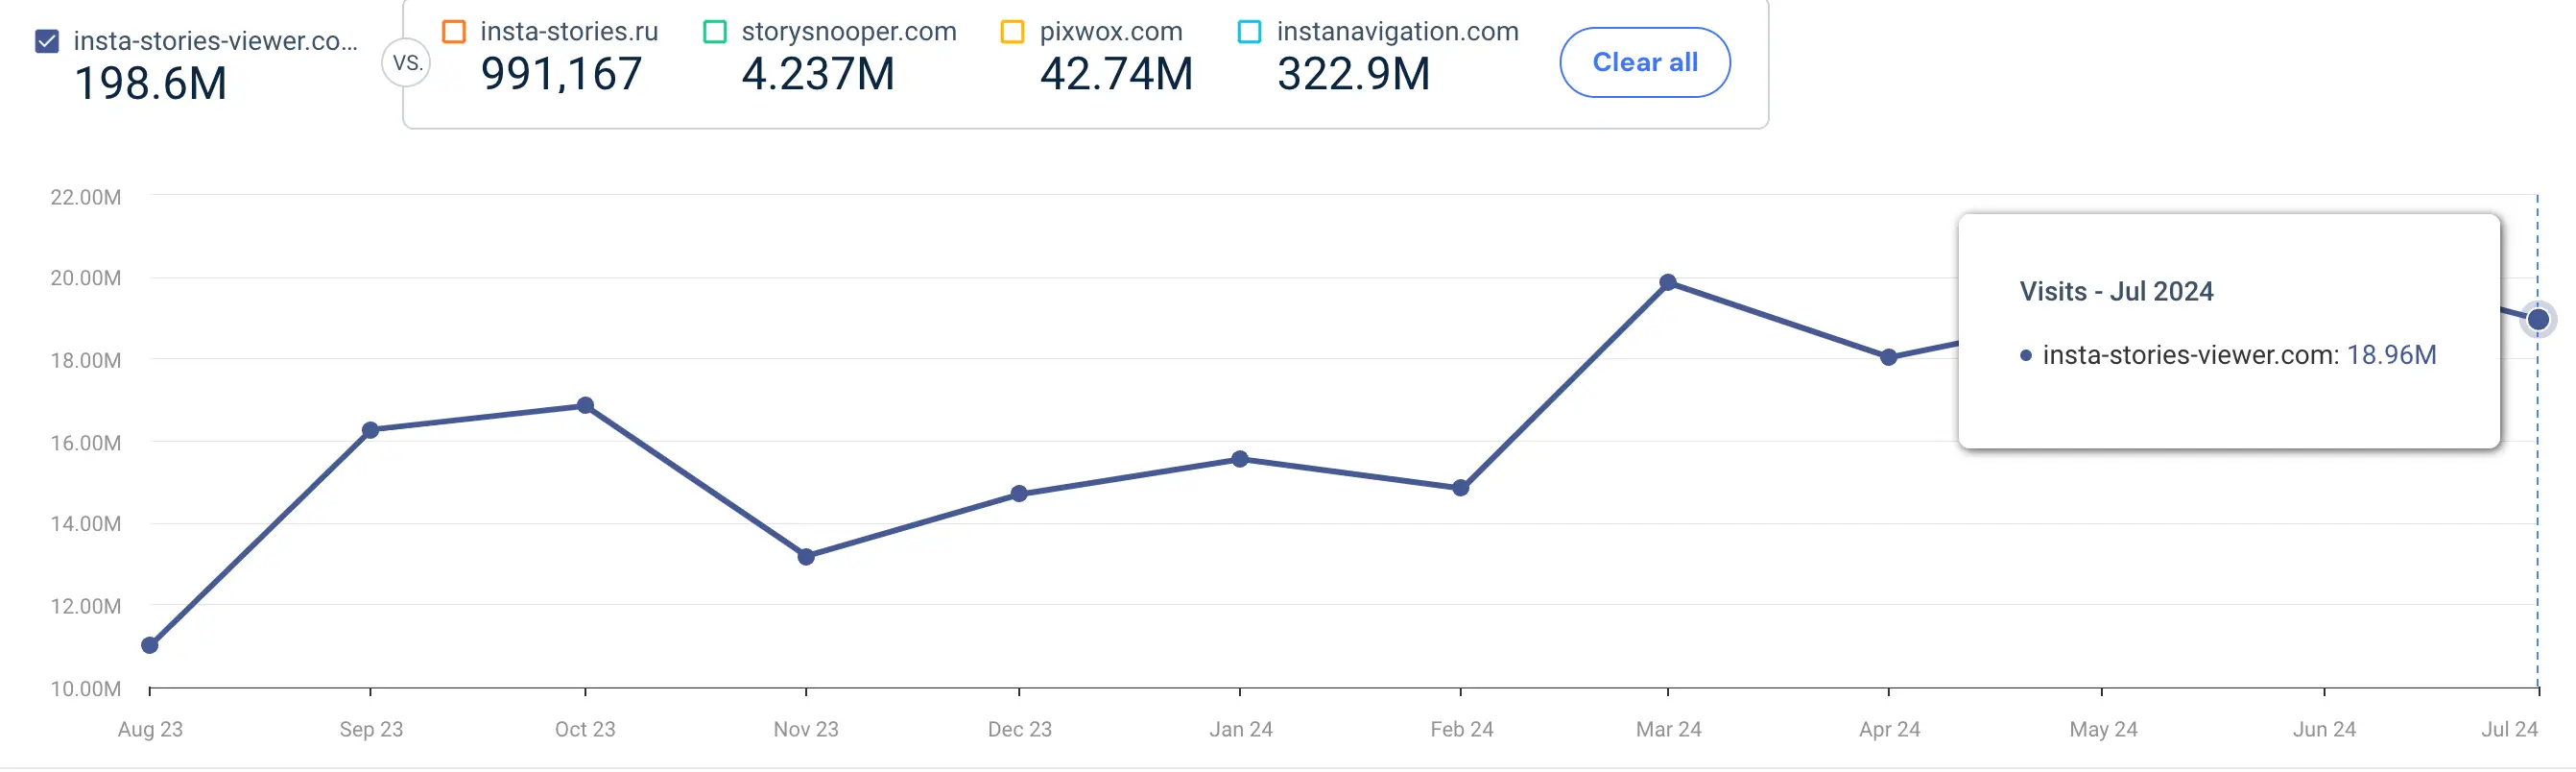 insta-stories-viewer.co...
198.6M
VS.
insta-stories.ru
991,167
storysnooper.com
4.237M
pixwox.com
42.74M
instanavigation.com
322.9M
Clear all
22.00M
20.00M
18.00M
16.00M
14.00M
12.00M
10.00M
Visits - Jul 2024
insta-stories-viewer.com: 18.96M
Aug 23
Sep 23
Oct 23
Nov 23
Dec 23
Jan 24
Feb 24
Mar 24
Apr 24
May 24
Jun 24
Jul 24